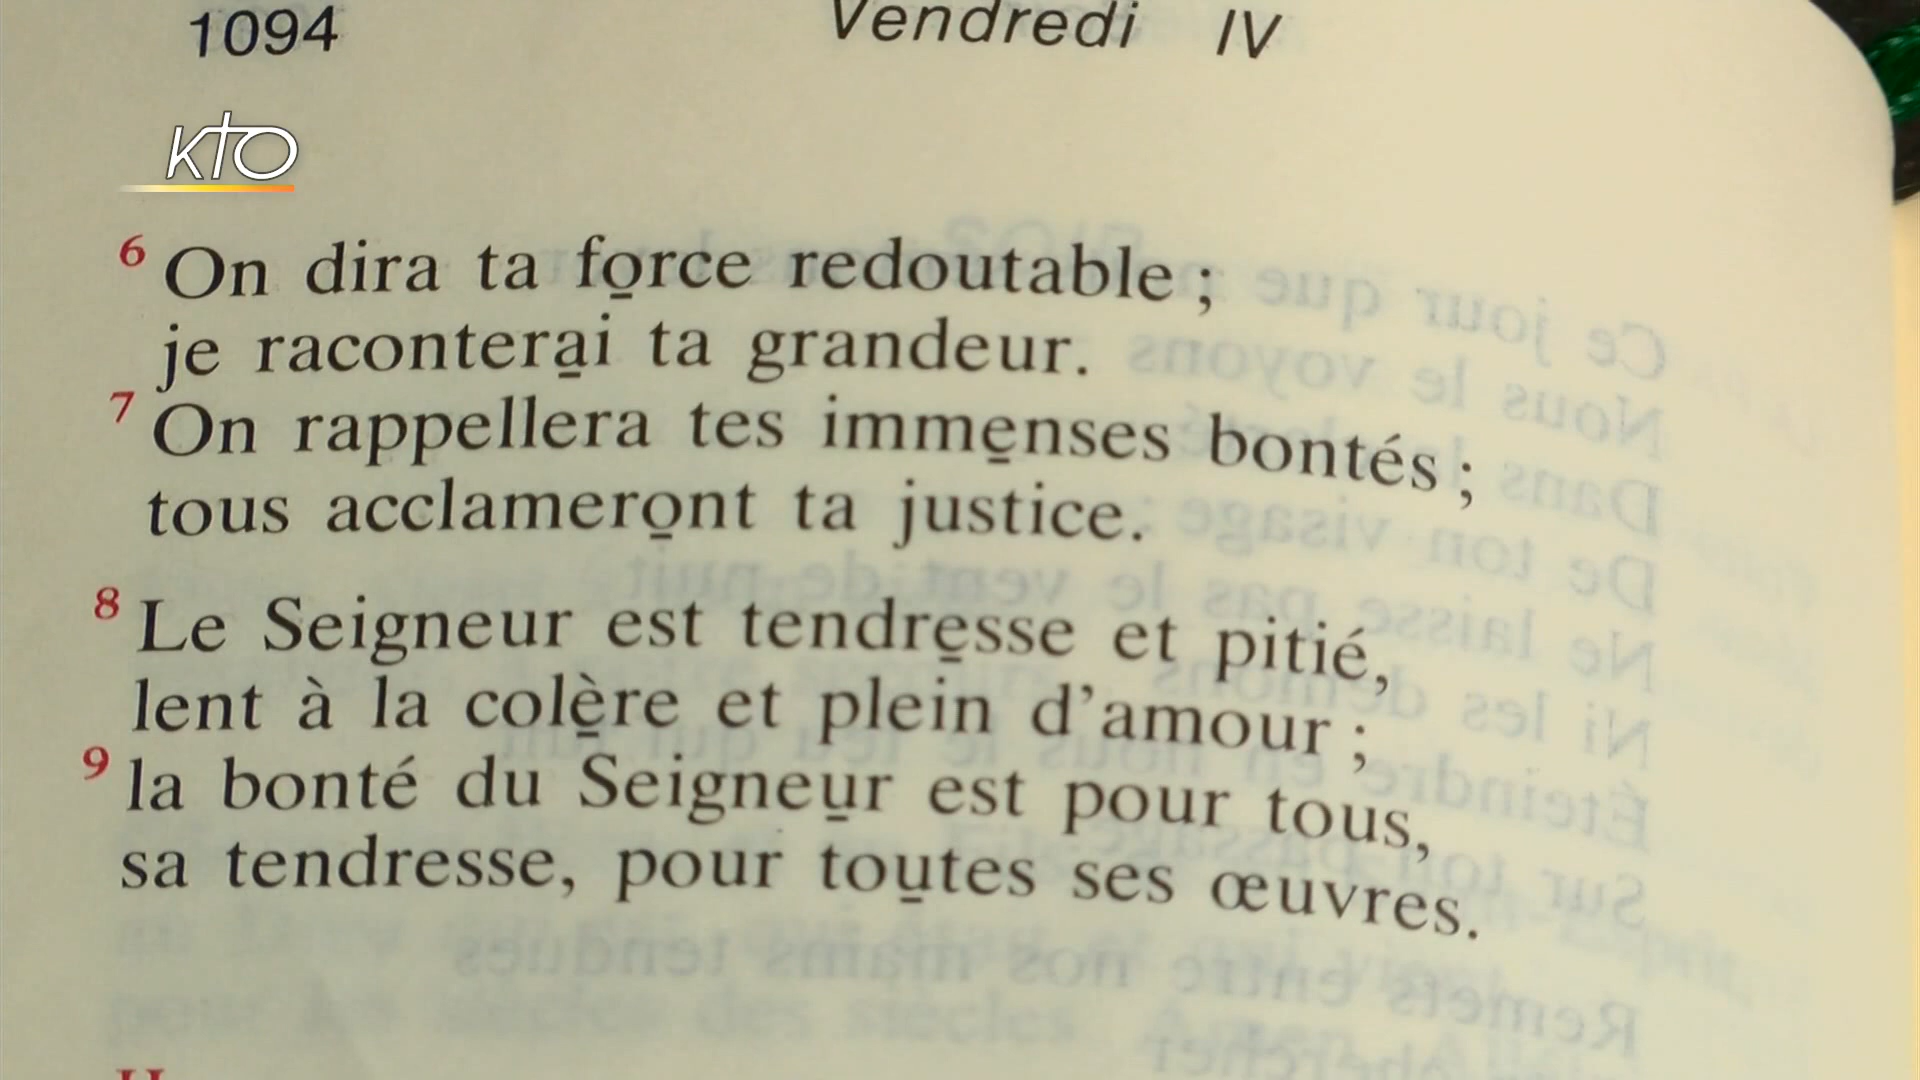 1094 Vendredi IV
KTO
6 On dira ta force redoutable ;
je raconterai ta grandeur.
7 On rappellera tes immenses bontés ;
tous acclameront ta justice.
8 Le Seigneur est tendresse et pitié,
lent à la colère et plein d'amour ;
9 la bonté du Seigneur est pour tous,
sa tendresse, pour toutes ses œuvres.